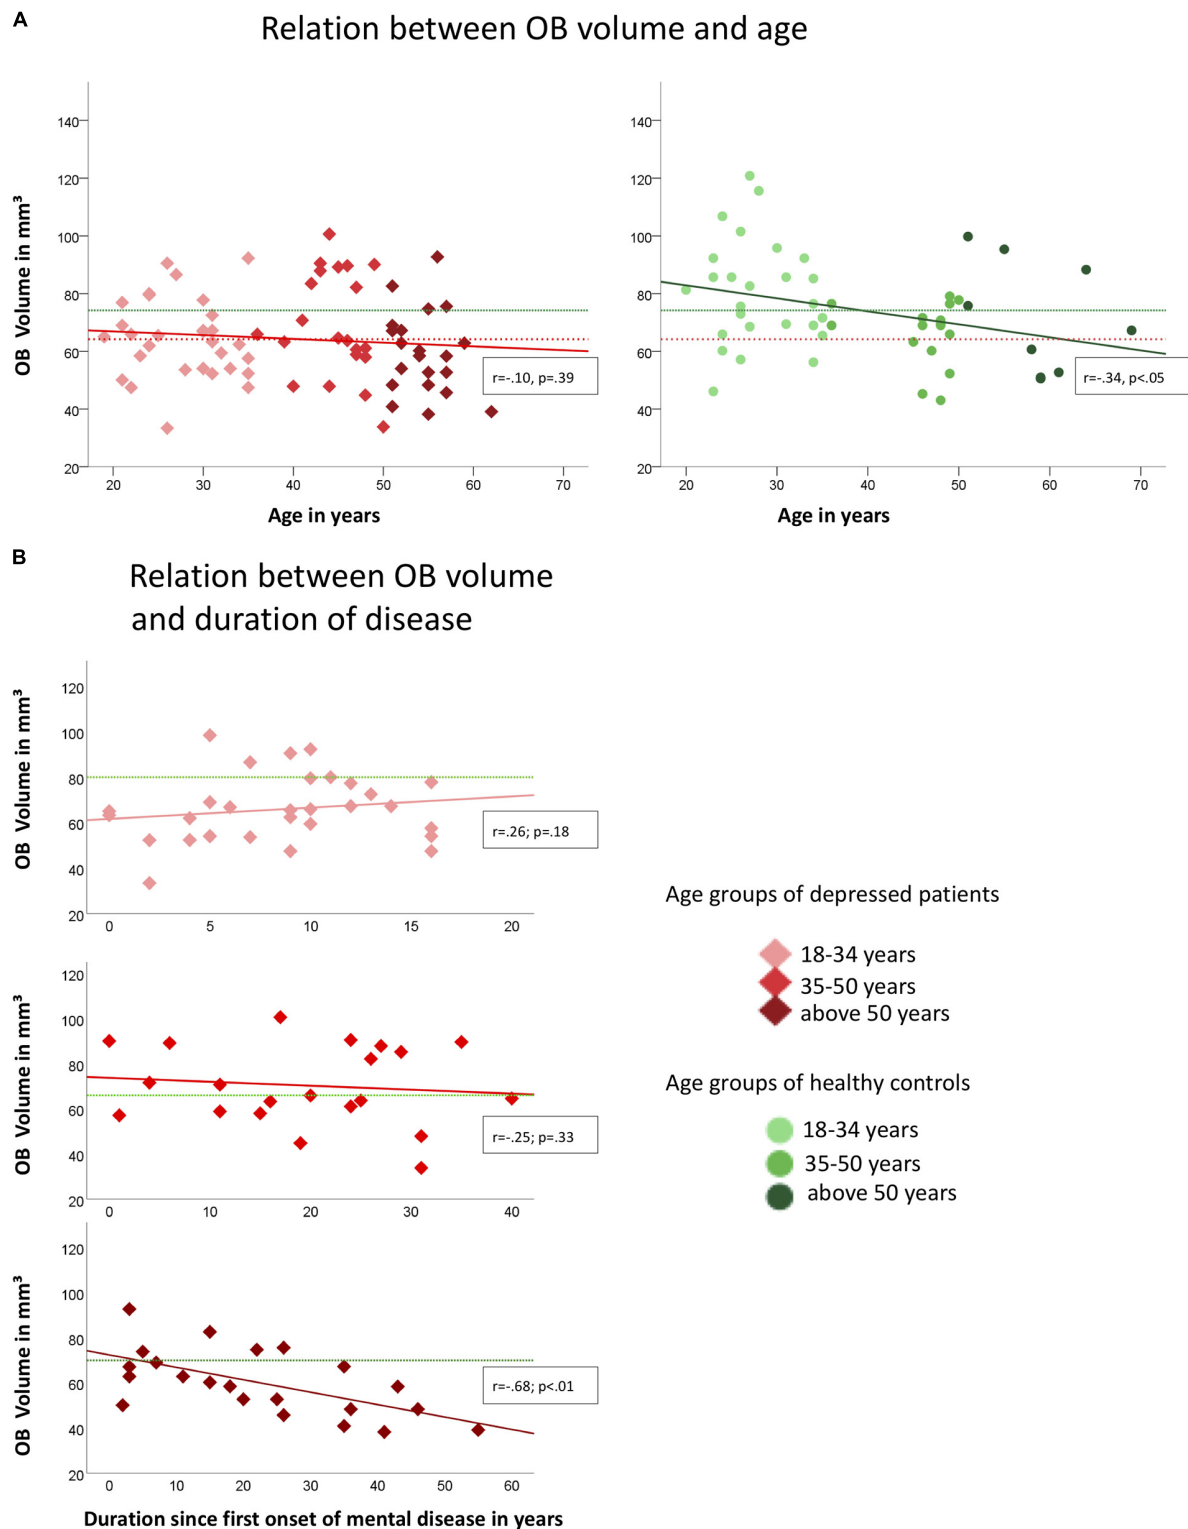 A
Relation between OB volume and age
OB Volume in mm³
140
120
100
80
60
40
20
20 30 40 50 60 70
r=-.10, p=.39
Age in years
140
120
100
80
60
40
20
20 30 40 50 60 70
r=-.34, p<.05
Age in years
B
Relation between OB volume
and duration of disease
OB Volume in mm³
120
100
80
60
40
20
0 5 10 15 20
r=.26; p=.18
OB Volume in mm³
120
100
80
60
40
20
0 10 20 30 40
r=-.25; p=.33
OB Volume in mm³
120
100
80
60
40
20
0 10 20 30 40 50 60
r=-.68; p<.01
Duration since first onset of mental disease in years
Age groups of depressed patients
18-34 years
35-50 years
above 50 years
Age groups of healthy controls
18-34 years
35-50 years
above 50 years